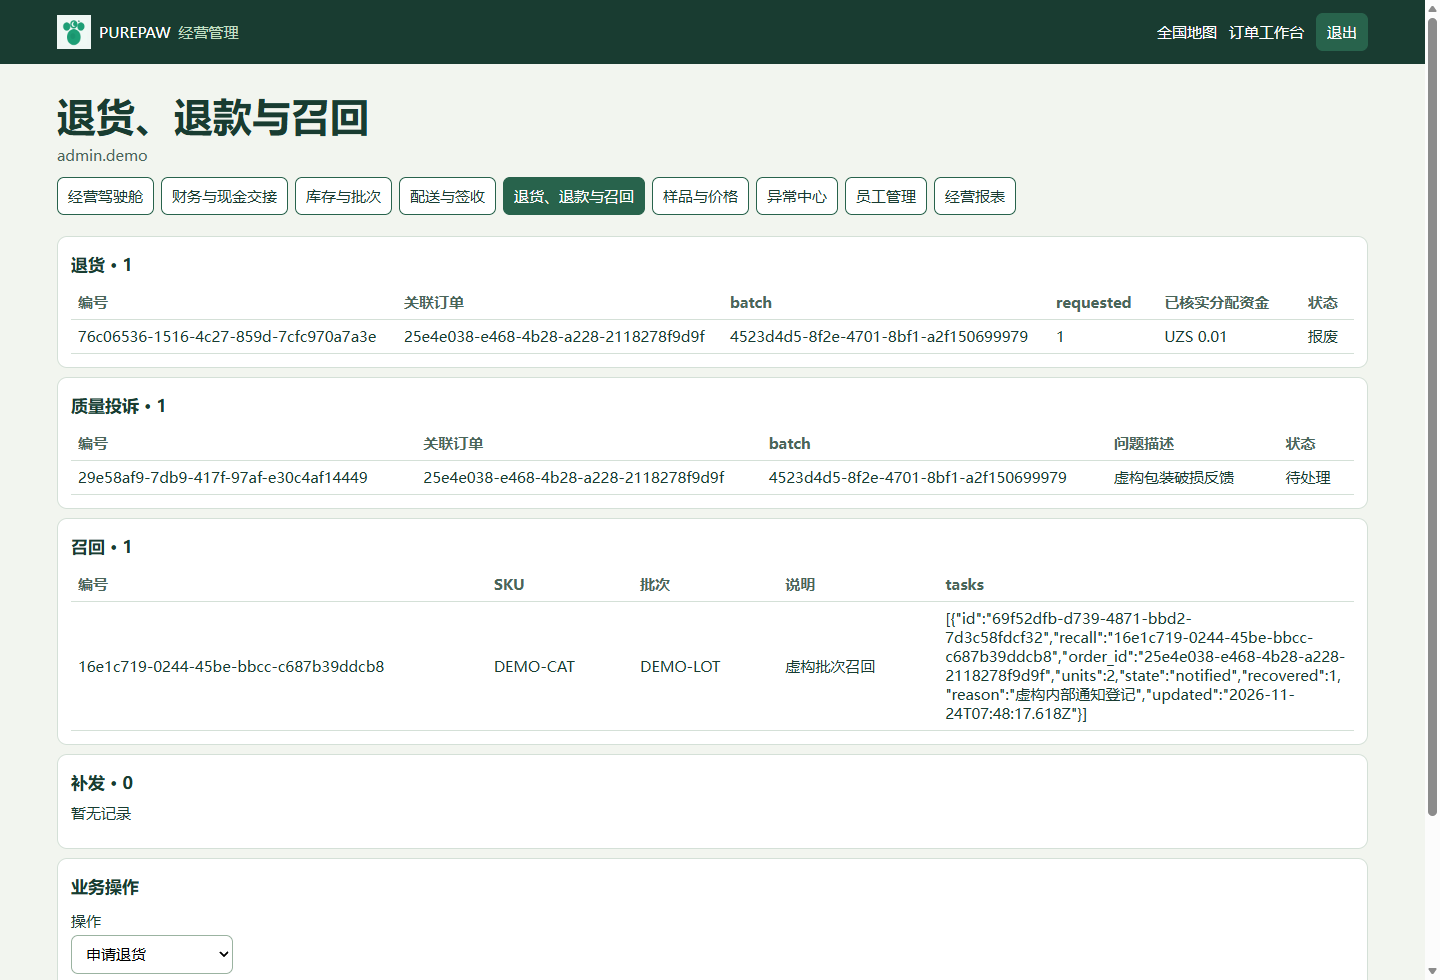 PUREPAW 经营管理
全国地图 订单工作台 退出
退货、退款与召回
admin.demo
经营驾驶舱 财务与现金交接 库存与批次 配送与签收 退货、退款与召回 样品与价格 异常中心 员工管理 经营报表
退货 • 1
编号 关联订单 batch requested 已核实分配资金 状态
76c06536-1516-4c27-859d-7cfc970a7a3e 25e4e038-e468-4b28-a228-2118278f9d9f 4523d4d5-8f2e-4701-8bf1-a2f150699979 1 UZS 0.01 报废
质量投诉 • 1
编号 关联订单 batch 问题描述 状态
29e58af9-7db9-417f-97af-e30c4af14449 25e4e038-e468-4b28-a228-2118278f9d9f 4523d4d5-8f2e-4701-8bf1-a2f150699979 虚构包装破损反馈 待处理
召回 • 1
编号 SKU 批次 说明 tasks
16e1c719-0244-45be-bbcc-c687b39ddcb8 DEMO-CAT DEMO-LOT 虚构批次召回
[{"id":"69f52dfb-d739-4871-bbd2-
7d3c58fdcf32","recall":"16e1c719-0244-45be-bbcc-
c687b39ddcb8","order_id":"25e4e038-e468-4b28-a228-
2118278f9d9f","units":2,"state":"notified","recovered":1,
"reason":"虚构内部通知登记","updated":"2026-11-
24T07:48:17.618Z"}]
补发 • 0
暂无记录
业务操作
操作
申请退货